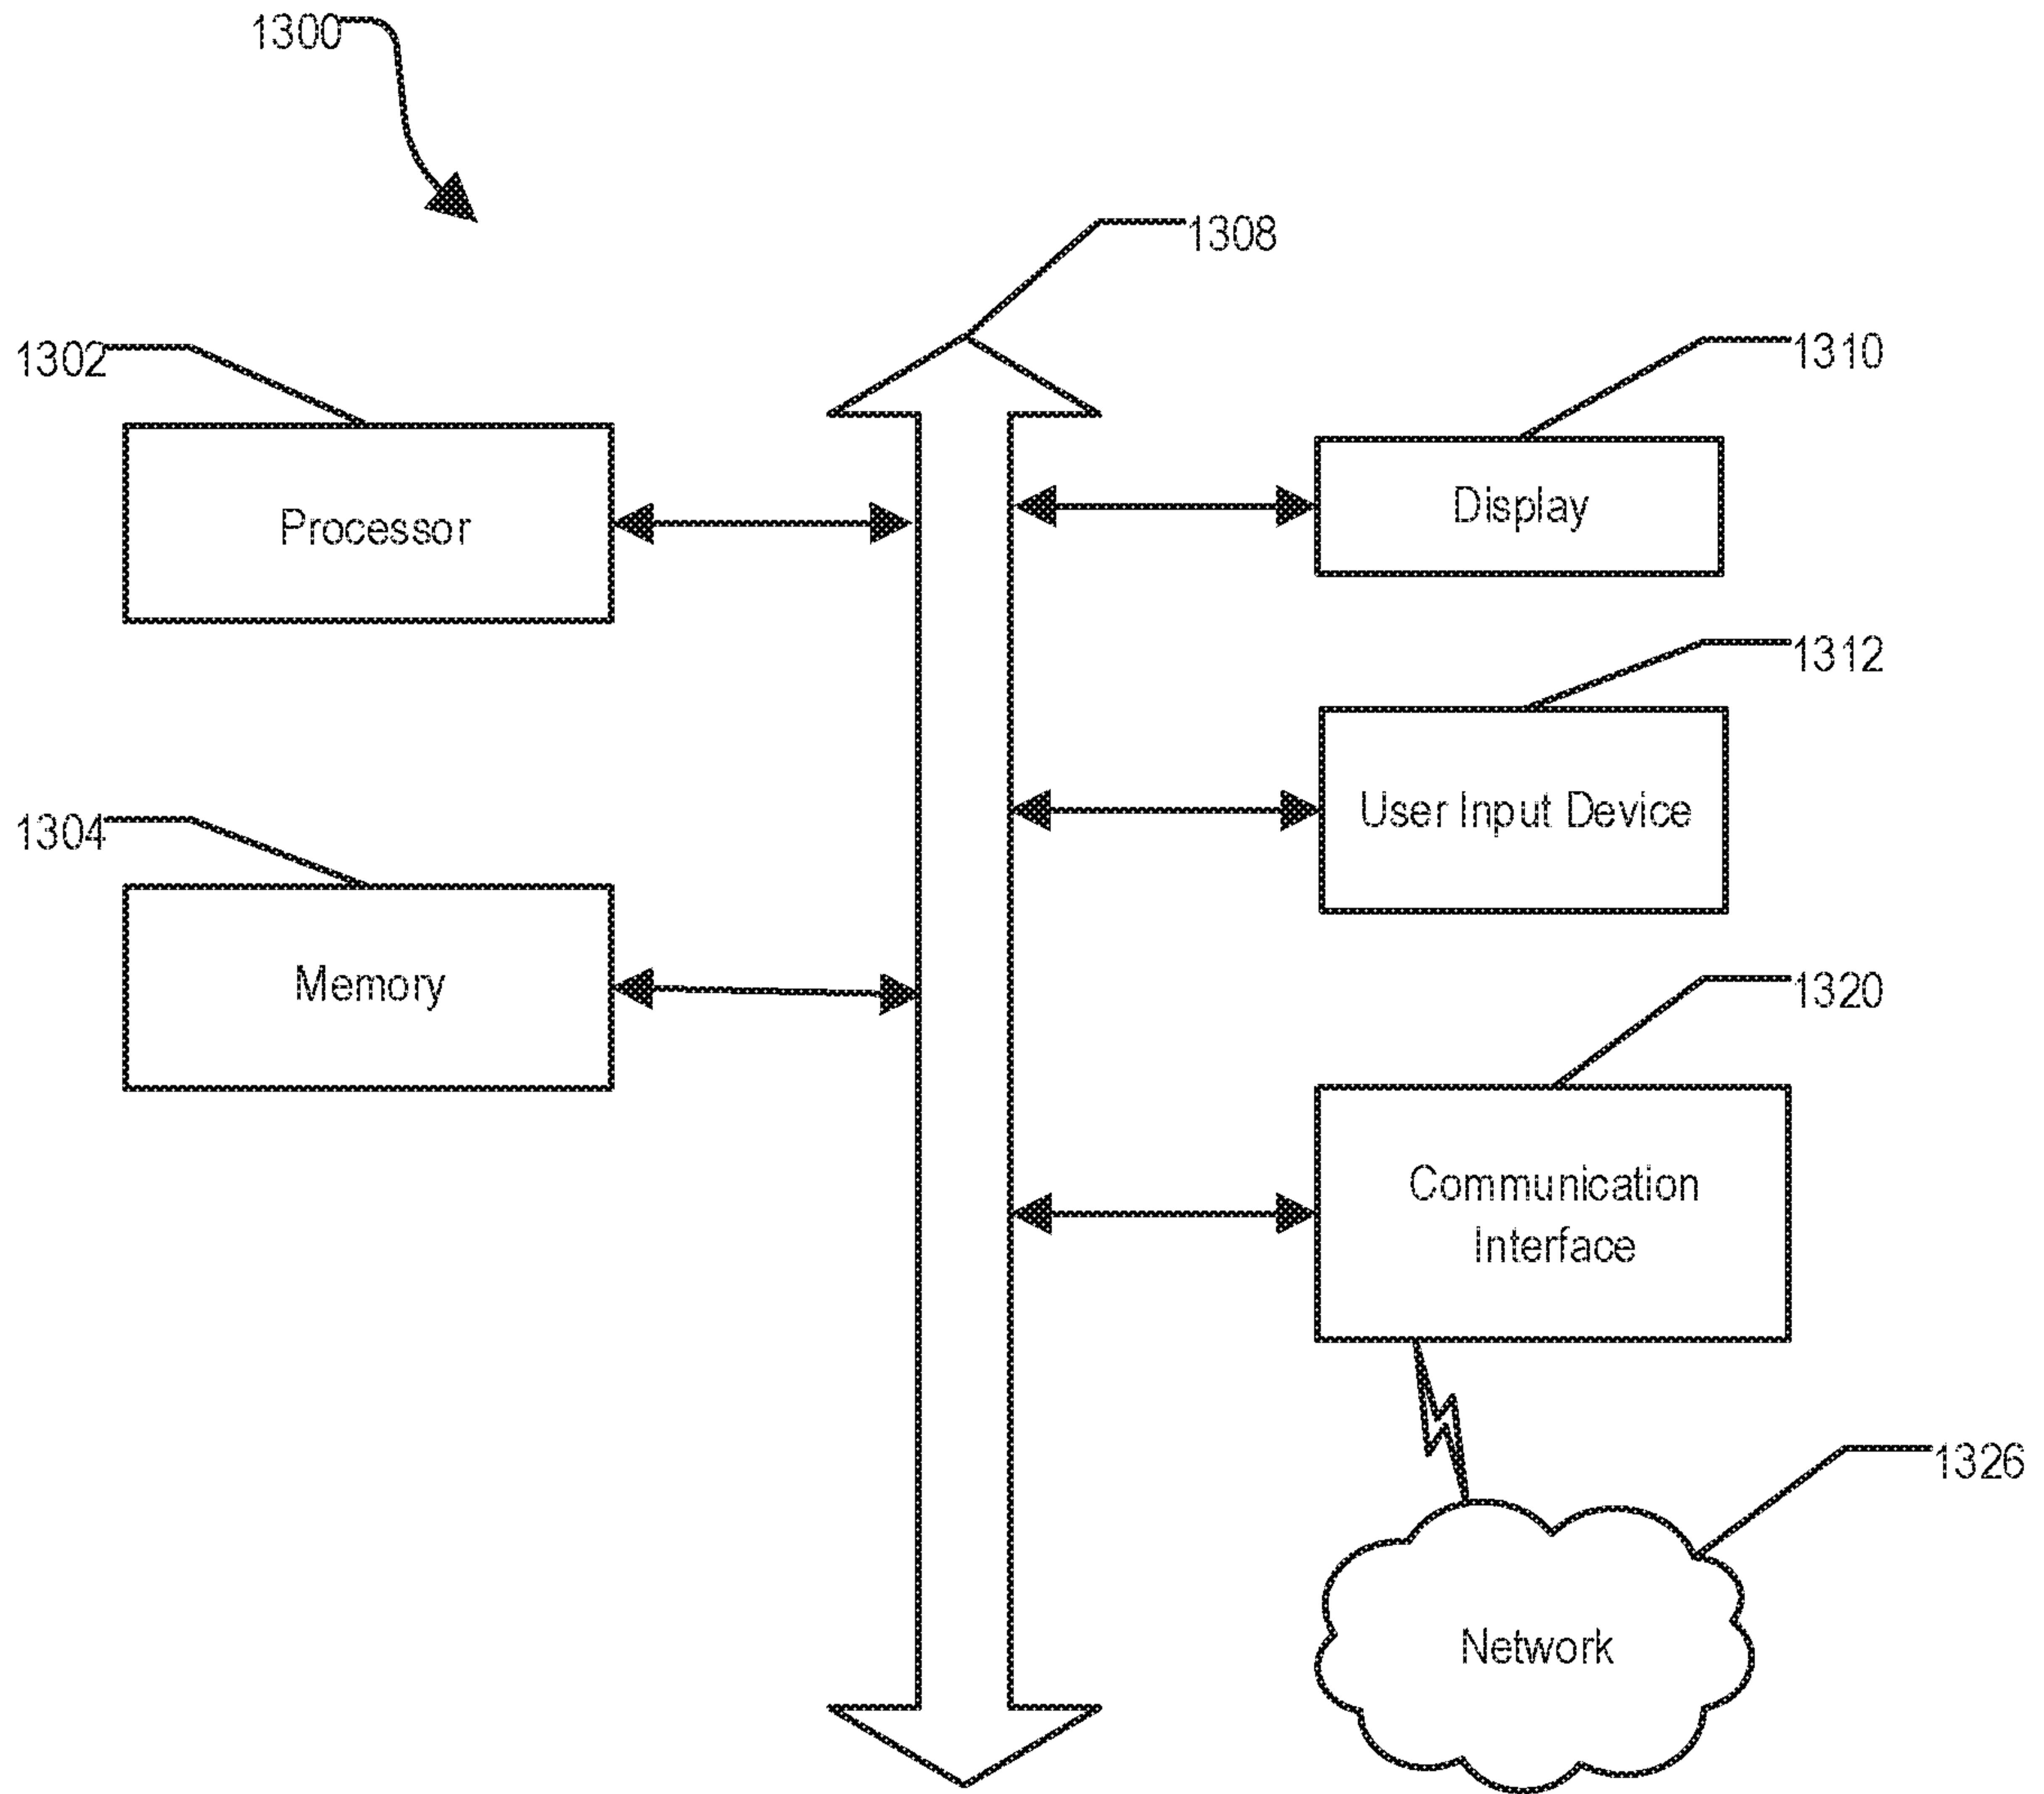 1300
1308
1302
1310
Processor
Display
1312
1304
User Input Device
Memory
1320
Communication
Interface
1326
Network